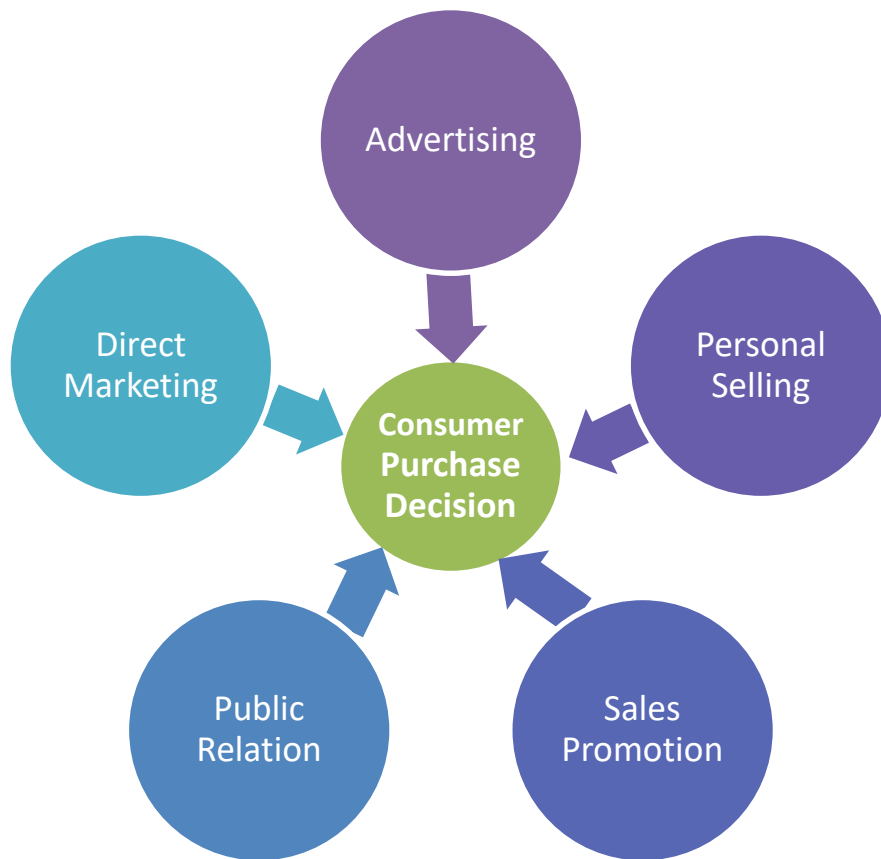 Advertising
Direct
Marketing
Personal
Selling
Consumer
Purchase
Decision
Public
Relation
Sales
Promotion